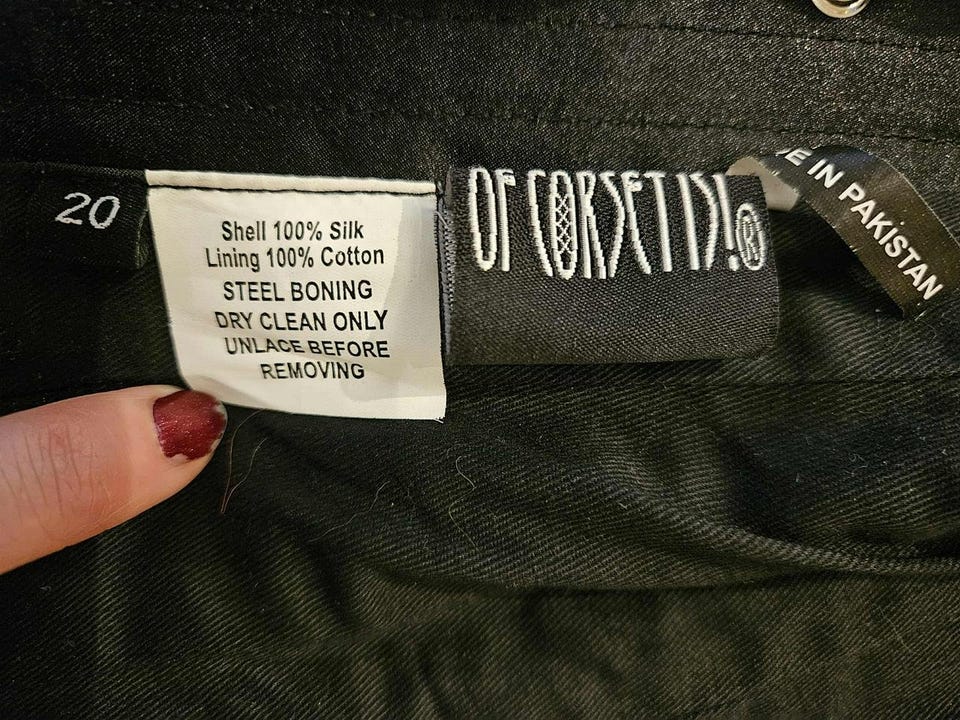 20
Shell 100% Silk
Lining 100% Cotton
STEEL BONING
DRY CLEAN ONLY
UNLACE BEFORE
REMOVING
OF CORSET IS!®
E IN PAKISTAN